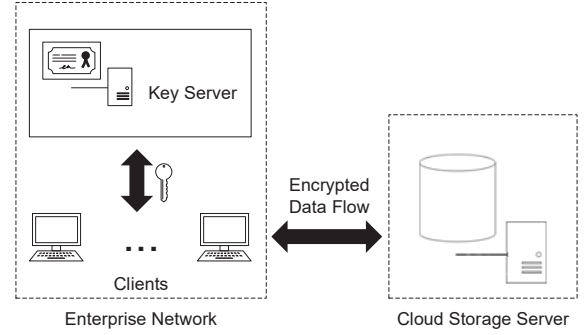 Key Server
Encrypted
Data Flow
...
Clients
Enterprise Network
Cloud Storage Server